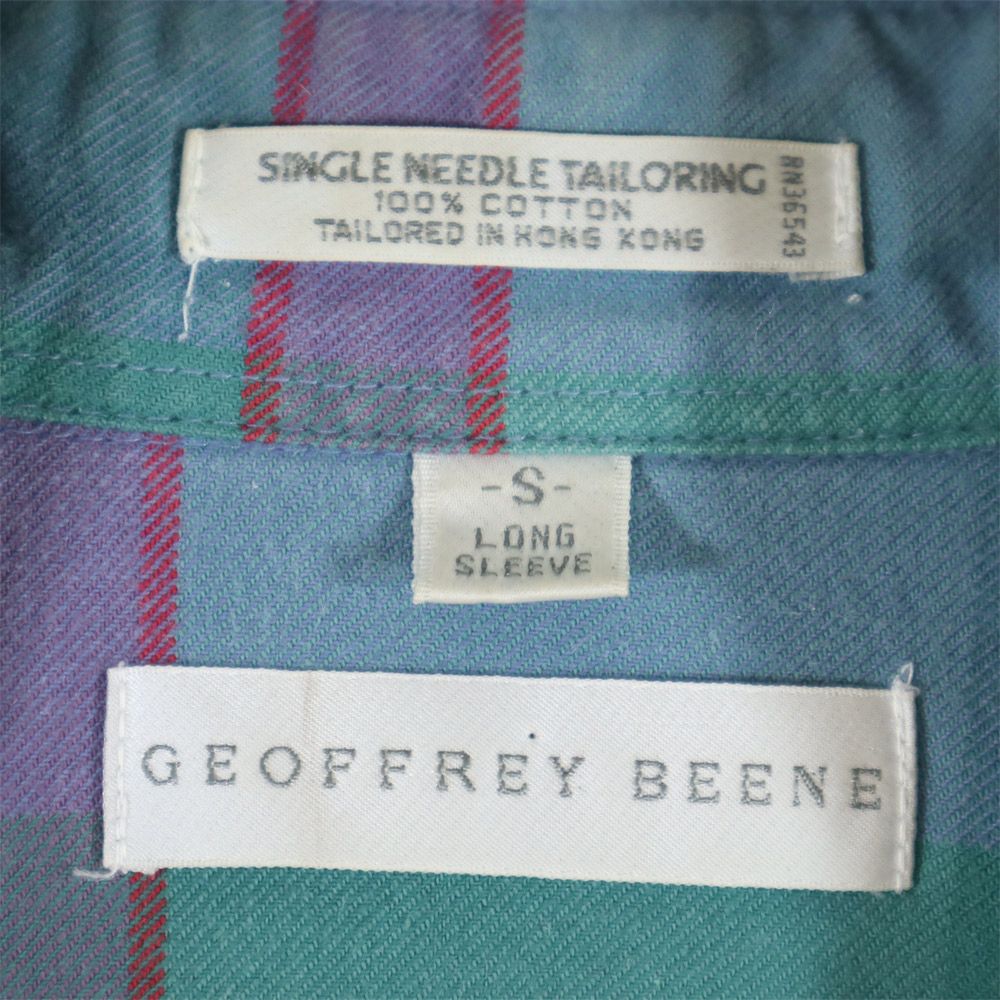 SINGLE NEEDLE TAILORING
100% COTTON
TAILORED IN HONG KONG
RN36543
-S-
LONG
SLEEVE
GEOFFREY BEENE